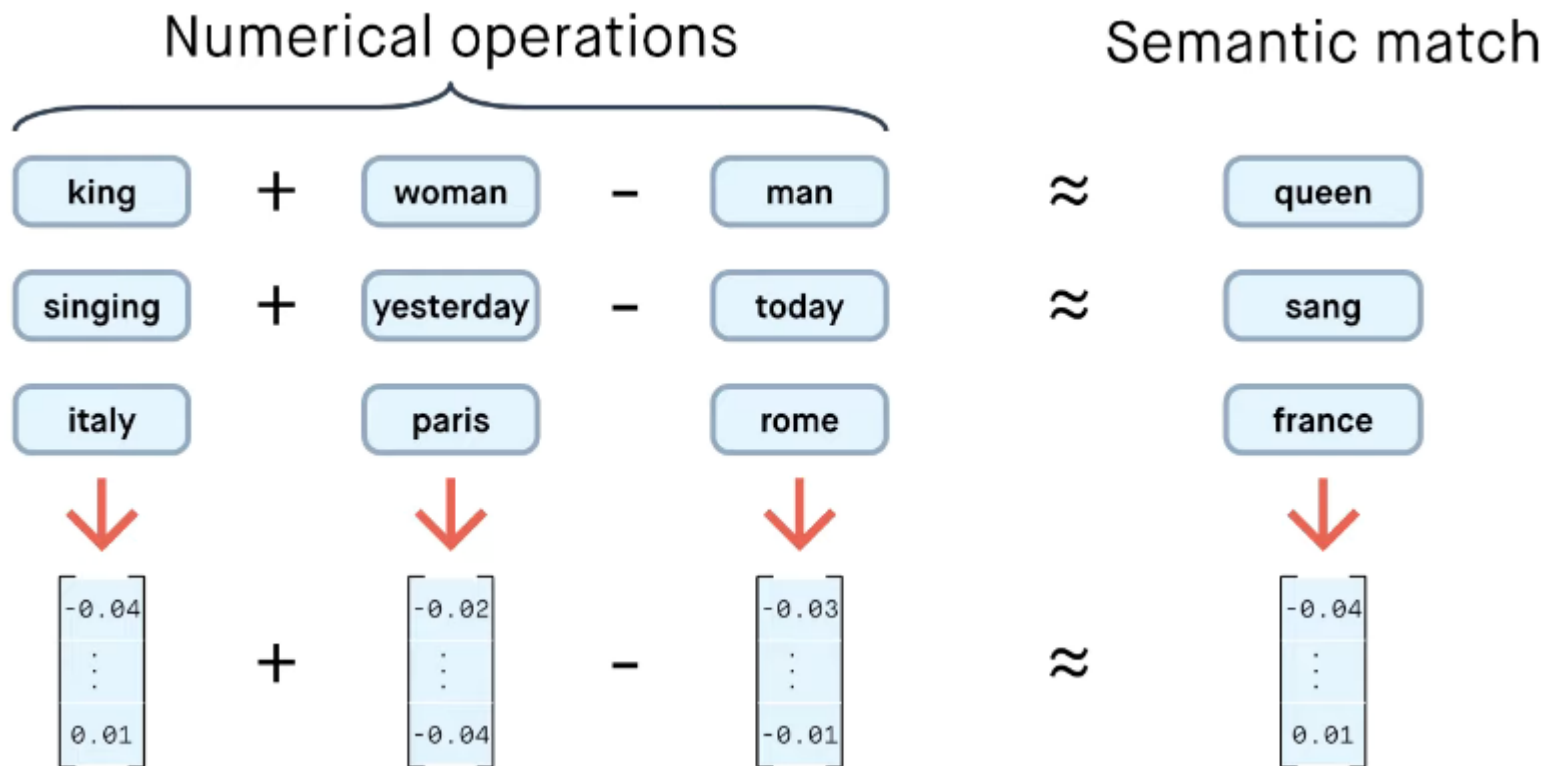 Numerical operations Semantic match
king + woman - man ≈ queen
singing + yesterday - today ≈ sang
italy paris rome france
-0.04 -0.02 -0.03 -0.04
⋮ + ⋮ - ⋮ ≈ ⋮
0.01 -0.04 -0.01 0.01